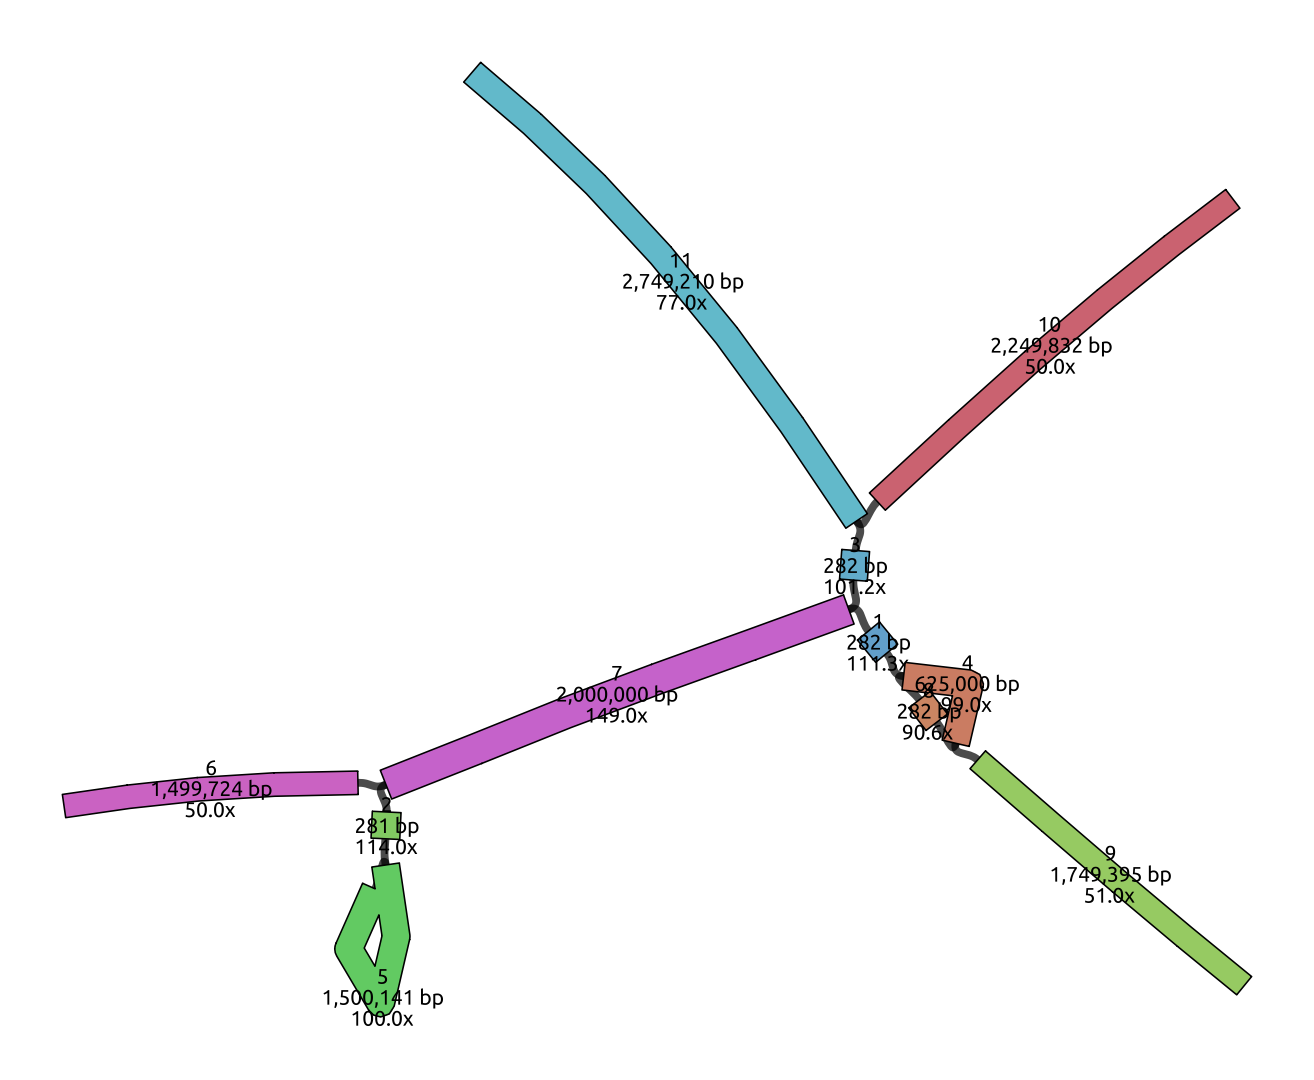 11
2,749,210 bp
77.0x
10
2,249,832 bp
50.0x
3
282 bp
101.2x
1
282 bp
111.3x
4
625,000 bp
99.0x
8
282 bp
90.6x
7
2,000,000 bp
149.0x
6
1,499,724 bp
50.0x
2
281 bp
114.0x
9
1,749,395 bp
51.0x
5
1,500,141 bp
100.0x